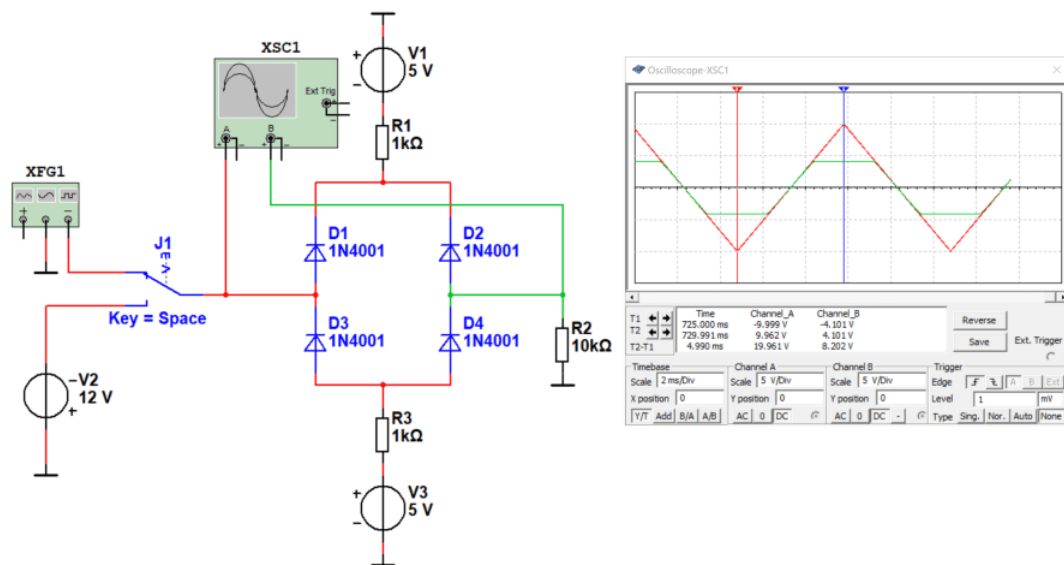 XSC1
Ext Trig
+
-
A
B
+ - + -
+
V1
5 V
-
R1
1kΩ
XFG1
+ -
J1
Key = Space
D1
1N4001
D2
1N4001
D3
1N4001
D4
1N4001
R2
10kΩ
-
V2
12 V
+
R3
1kΩ
+
V3
5 V
-
Oscilloscope-XSC1
Time Channel_A Channel_B
T1 725.000 ms -9.999 V -4.101 V
T2 729.991 ms 9.962 V 4.101 V
T2-T1 4.990 ms 19.961 V 8.202 V
Reverse
Save
Ext. Trigger
Timebase
Scale 2 ms/Div
X position 0
Y/T Add B/A A/B
Channel A
Scale 5 V/Div
Y position 0
AC 0 DC
Channel B
Scale 5 V/Div
Y position 0
AC 0 DC -
Trigger
Edge A B Ext
Level 1 mV
Type Sing. Nor. Auto None